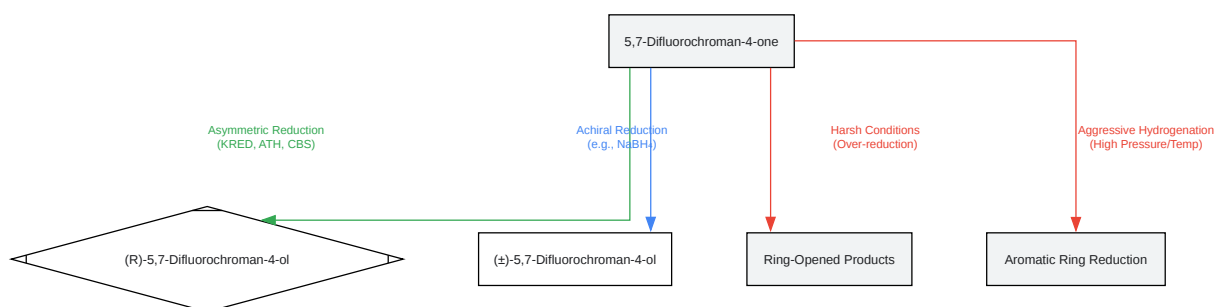 5,7-Difluorochroman-4-one
Asymmetric Reduction
(KRED, ATH, CBS)
Achiral Reduction
(e.g., NaBH₄)
Harsh Conditions
(Over-reduction)
Aggressive Hydrogenation
(High Pressure/Temp)
(R)-5,7-Difluorochroman-4-ol
(±)-5,7-Difluorochroman-4-ol
Ring-Opened Products
Aromatic Ring Reduction